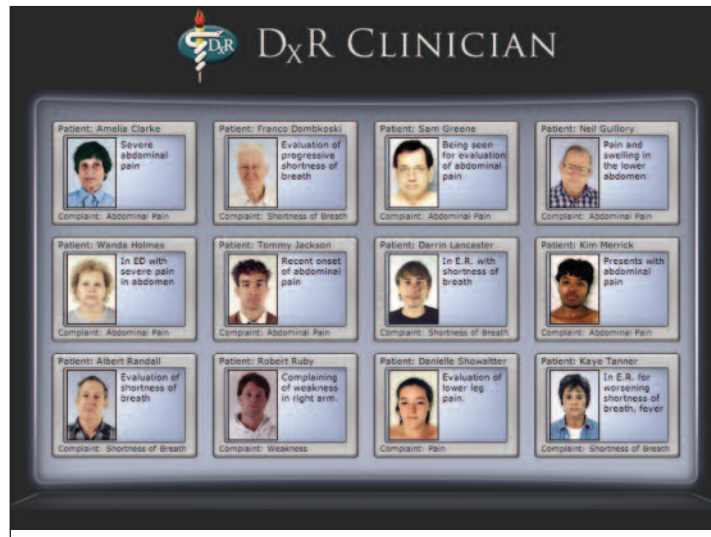 DxR
DxR CLINICIAN
Patient: Amelia Clarke
Severe
abdominal
pain
Complaint: Abdominal Pain
Patient: Franco Dombkoski
Evaluation of
progressive
shortness of
breath
Complaint: Shortness of Breath
Patient: Sam Greene
Being seen
for evaluation
of abdominal
pain
Complaint: Abdominal Pain
Patient: Neil Guillory
Pain and
swelling in
the lower
abdomen
Complaint: Abdominal Pain
Patient: Wanda Holmes
In ED with
severe pain
in abdomen
Complaint: Abdominal Pain
Patient: Tommy Jackson
Recent onset
of abdominal
pain
Complaint: Abdominal Pain
Patient: Darrin Lancaster
In E.R. with
shortness of
breath
Complaint: Shortness of Breath
Patient: Kim Merrick
Presents with
abdominal
pain
Complaint: Abdominal Pain
Patient: Albert Randall
Evaluation of
shortness of
breath
Complaint: Shortness of Breath
Patient: Robert Ruby
Complaining
of weakness
in right arm.
Complaint: Weakness
Patient: Danielle Showaltter
Evaluation of
lower leg
pain.
Complaint: Pain
Patient: Kaye Tanner
In E.R. for
worsening
shortness of
breath, fever
Complaint: Shortness of Breath